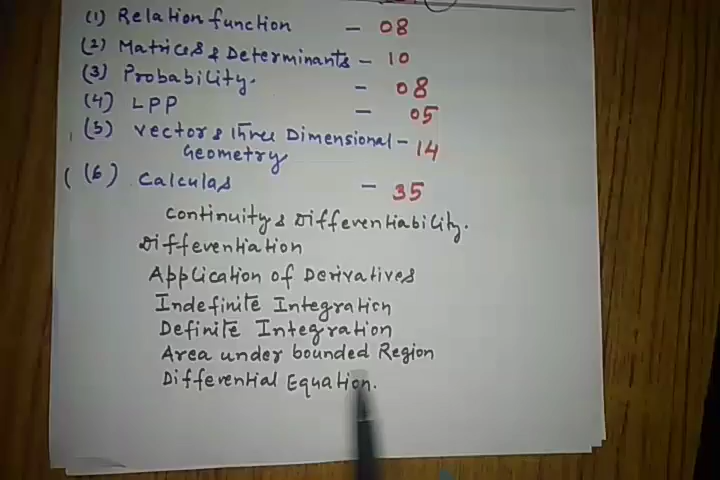 (1) Relation function - 08
(2) Matrices & Determinants - 10
(3) Probability. - 08
(4) LPP - 05
(5) Vector & three Dimensional - 14
Geometry
(6) Calculas - 35
Continuity & Differentiability.
Differentiation
Application of Derivatives
Indefinite Integration
Definite Integration
Area under bounded Region
Differential Equation.